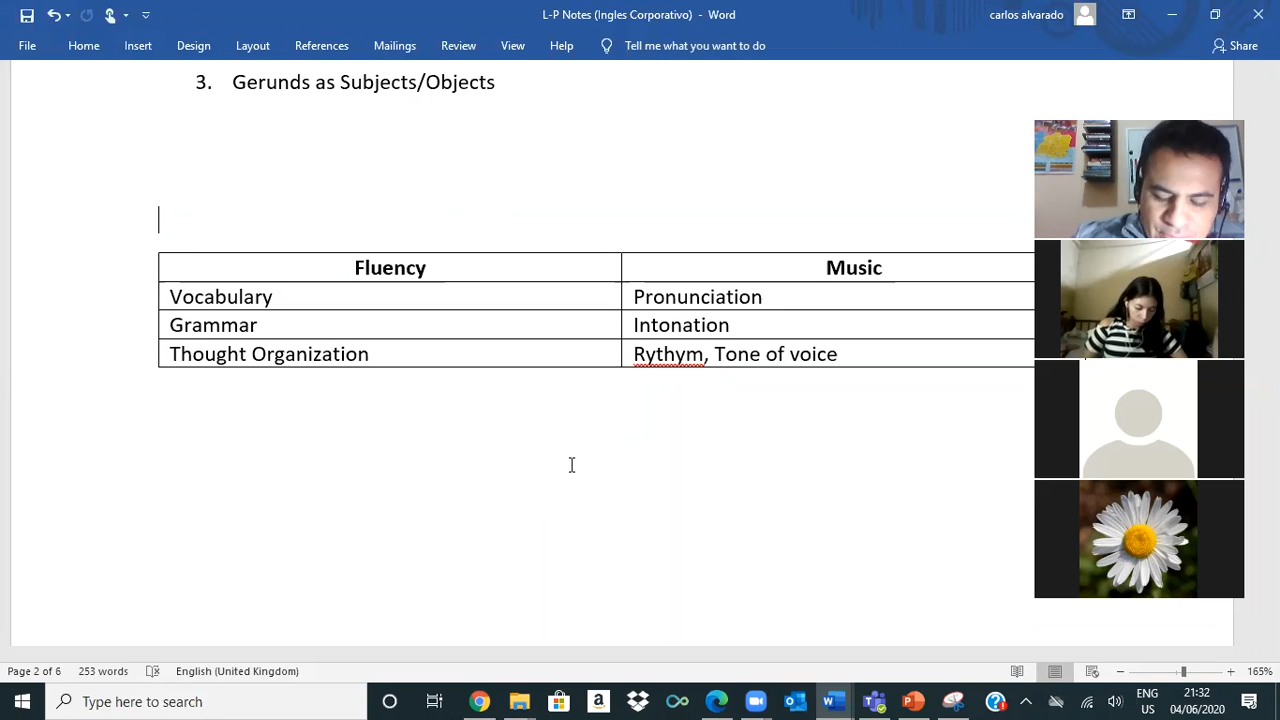 L-P Notes (Ingles Corporativo) - Word
carlos alvarado
File Home Insert Design Layout References Mailings Review View Help Tell me what you want to do Share
3. Gerunds as Subjects/Objects
Fluency Music
Vocabulary Pronunciation
Grammar Intonation
Thought Organization Rythym, Tone of voice
Page 2 of 6 253 words English (United Kingdom) 165%
Type here to search
ENG
US
21:32
04/06/2020